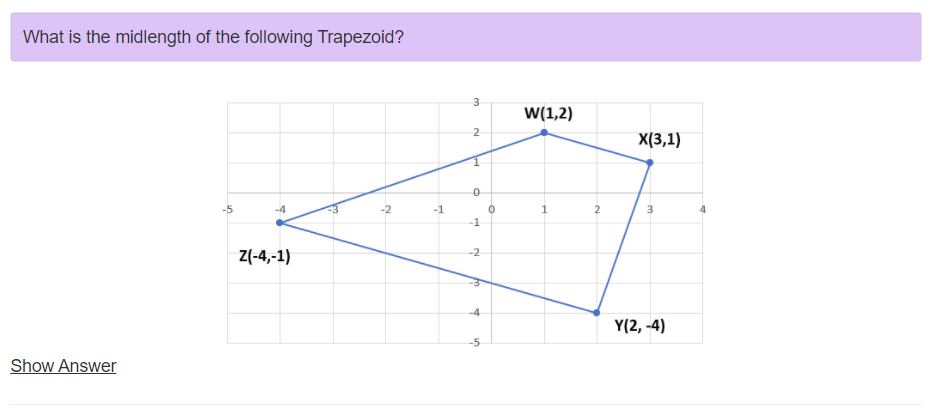 What is the midlength of the following Trapezoid?
3
W(1,2)
2
X(3,1)
1
0
-5 -4 -3 -2 -1 0 1 2 3 4
-1
Z(-4,-1)
-2
-3
-4
Y(2, -4)
-5
Show Answer